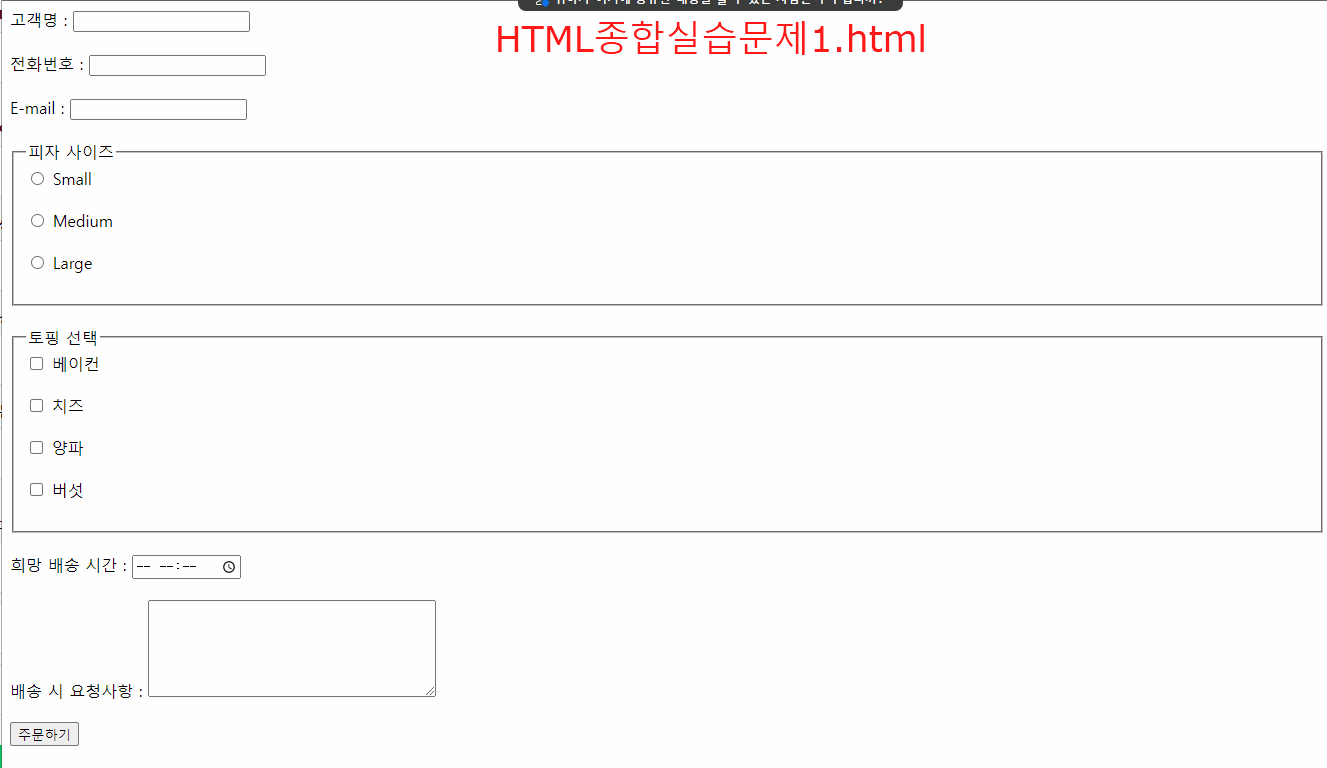 고객명 :
HTML종합실습문제1.html
전화번호 :
E-mail :
피자 사이즈
Small
Medium
Large
토핑 선택
베이컨
치즈
양파
버섯
희망 배송 시간 : -- --:--
배송 시 요청사항 :
주문하기